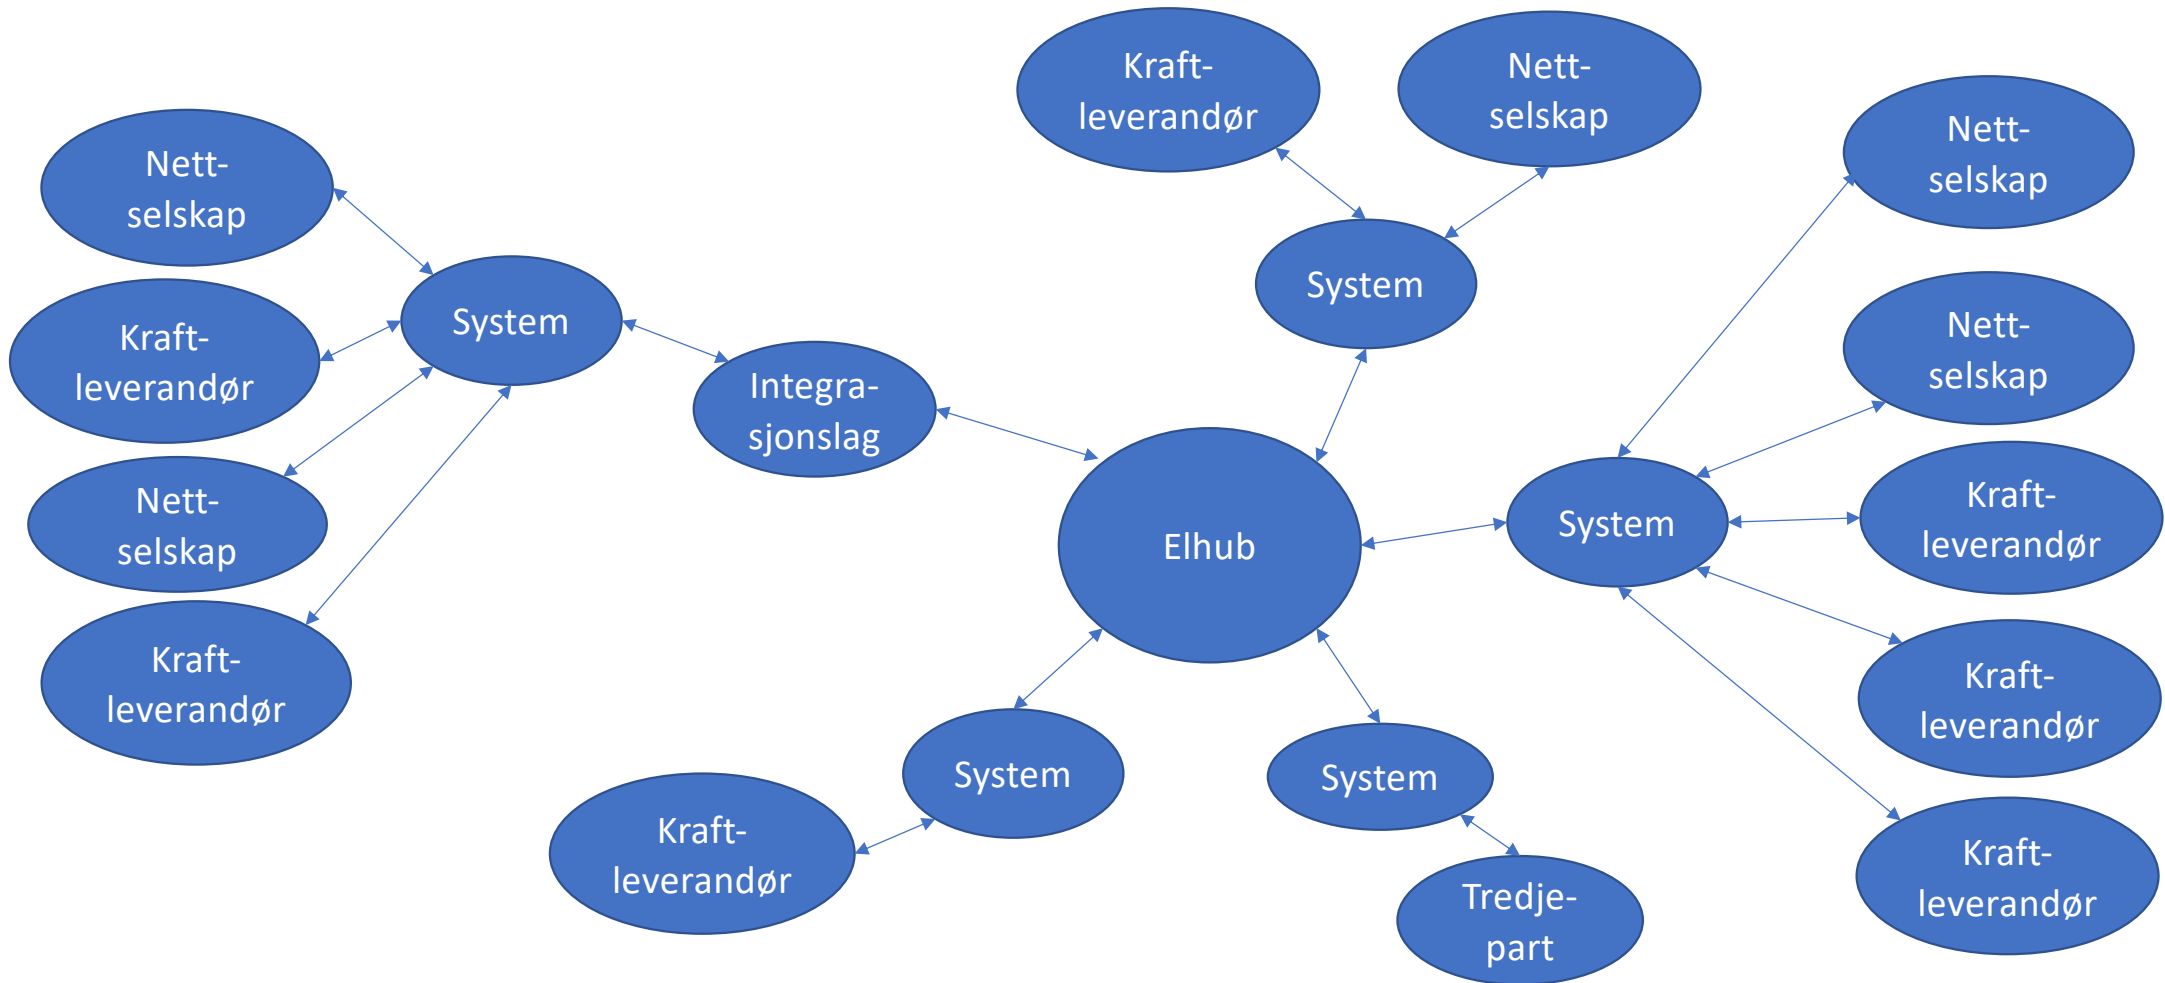 Kraft-
leverandør
Nett-
selskap
Nett-
selskap
Nett-
selskap
System
System
Kraft-
leverandør
Integra-
sjonslag
Nett-
selskap
Nett-
selskap
Elhub
System
Kraft-
leverandør
Kraft-
leverandør
Kraft-
leverandør
System
System
Kraft-
leverandør
Kraft-
leverandør
Tredje-
part